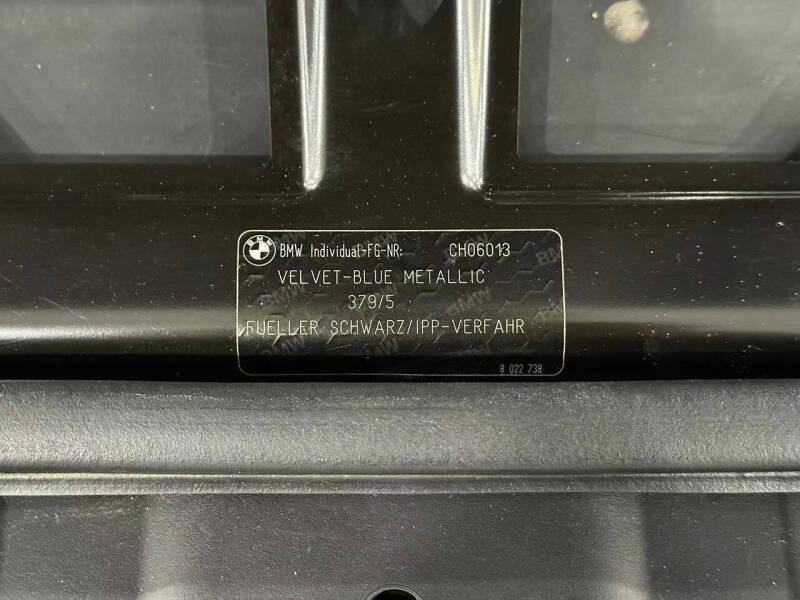 BMW Individual-FG-NR: CH06013
VELVET-BLUE METALLIC
379/5
FUELLER SCHWARZ/IPP-VERFAHR
8 022 738